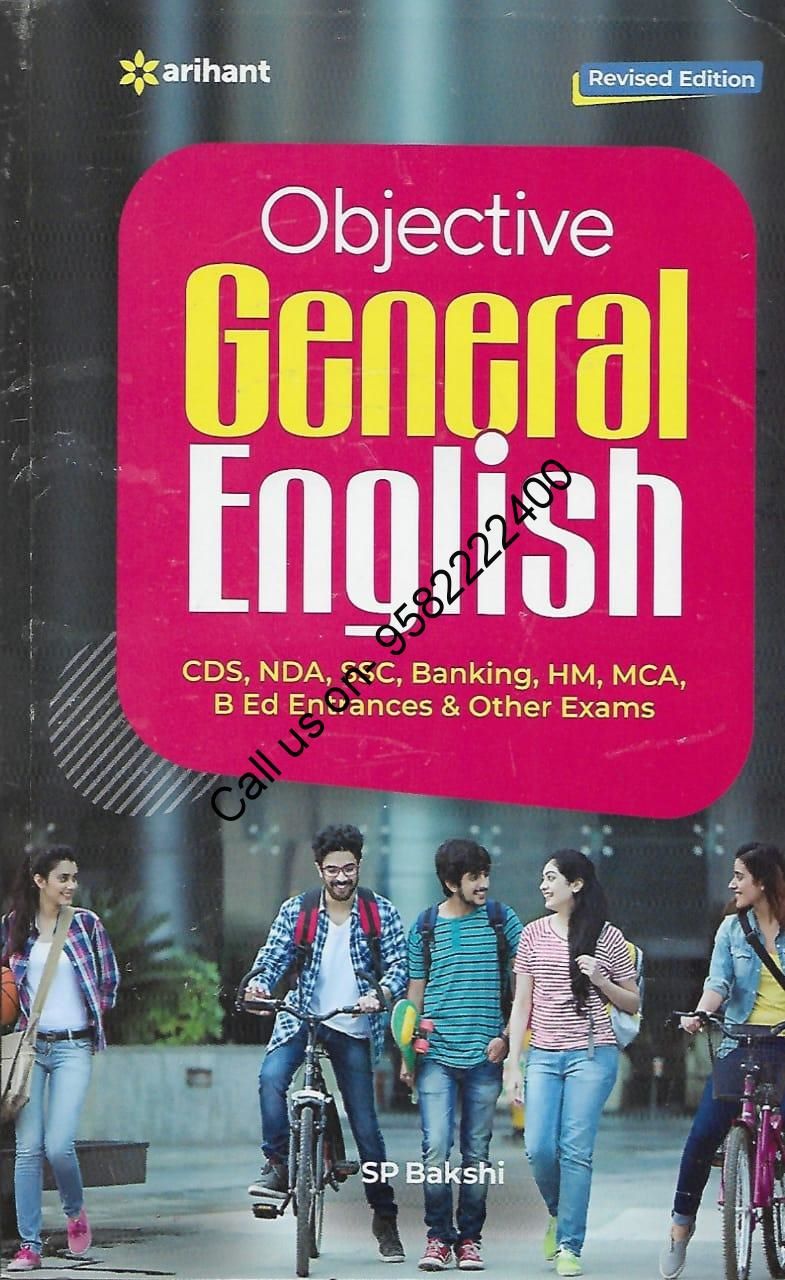 arihant
Revised Edition
Objective
General
English
CDS, NDA, SSC, Banking, HM, MCA,
B Ed Entrances & Other Exams
Call us on- 9582222400
SP Bakshi